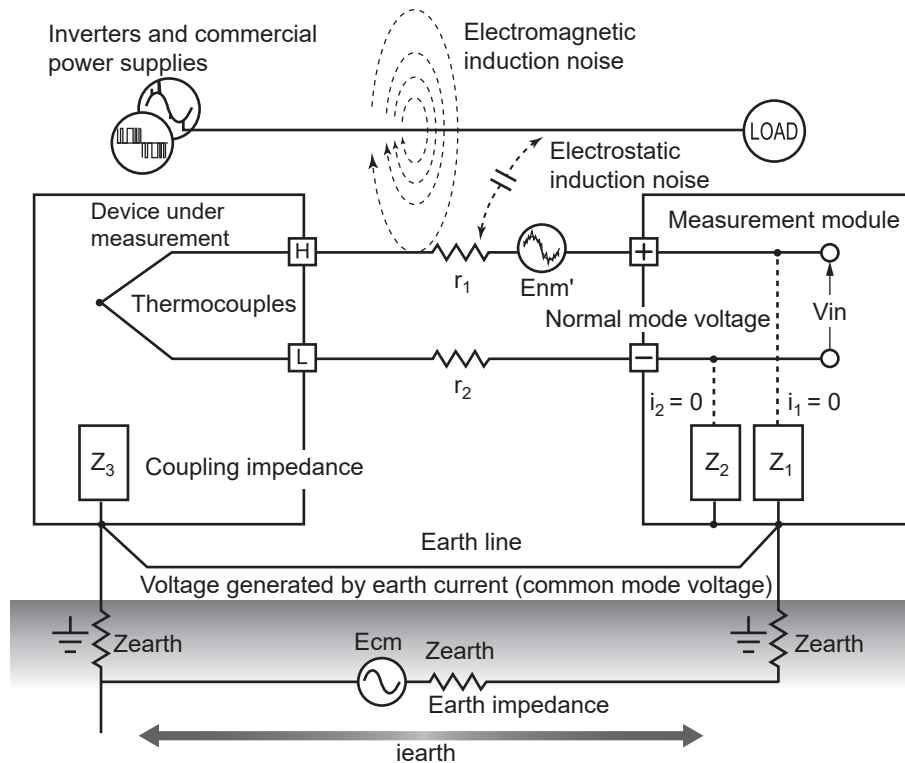 Inverters and commercial
power supplies
Electromagnetic
induction noise
LOAD
Electrostatic
induction noise
Device under
measurement
Measurement module
H
+
r1
Enm'
Thermocouples
Normal mode voltage
Vin
L
−
r2
i2 = 0
i1 = 0
Z3
Coupling impedance
Z2
Z1
Earth line
Voltage generated by earth current (common mode voltage)
Zearth
Ecm
Zearth
Zearth
Earth impedance
iearth